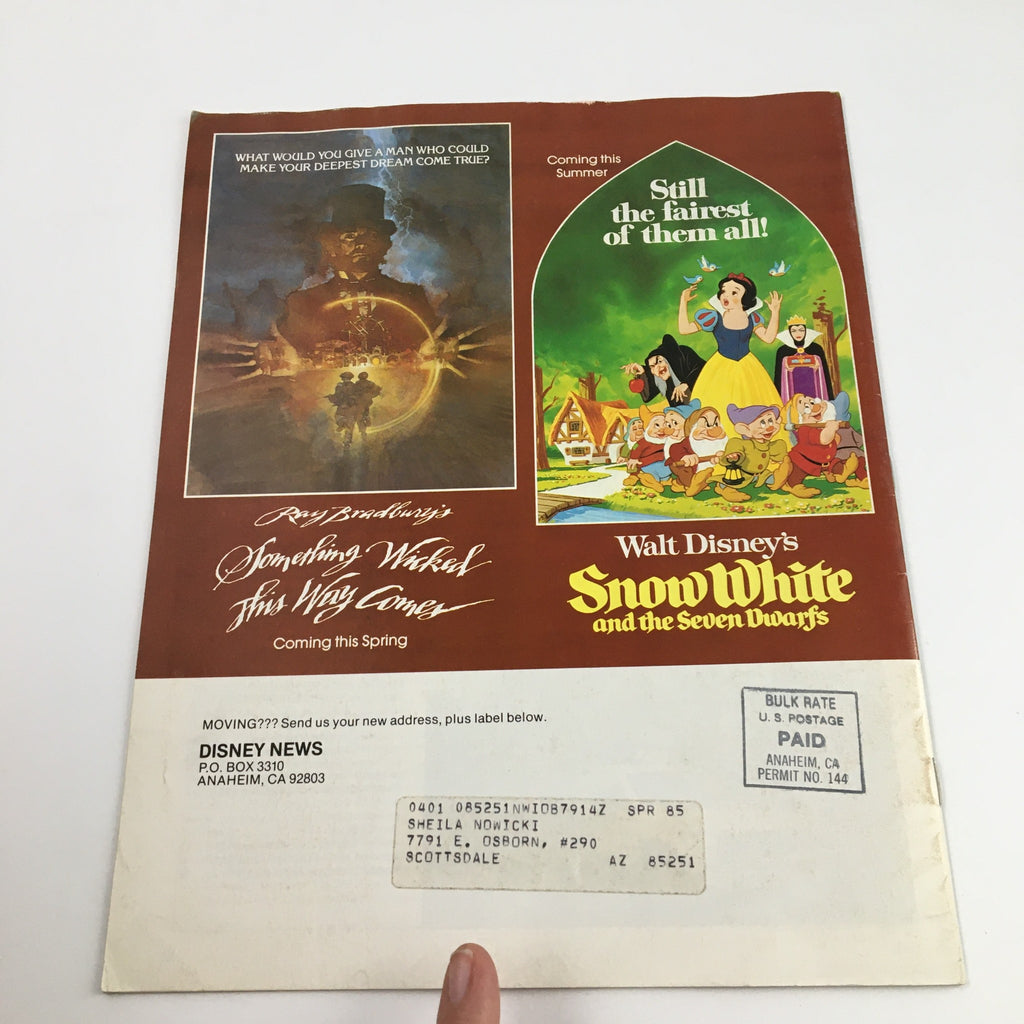 WHAT WOULD YOU GIVE A MAN WHO COULD
MAKE YOUR DEEPEST DREAM COME TRUE?
Ray Bradbury's
Something Wicked
This Way Comes
Coming this Spring
Coming this
Summer
Still
the fairest
of them all!
Walt Disney's
Snow White
and the Seven Dwarfs
MOVING??? Send us your new address, plus label below.
DISNEY NEWS
P.O. BOX 3310
ANAHEIM, CA 92803
BULK RATE
U. S. POSTAGE
PAID
ANAHEIM, CA
PERMIT NO. 144
0401 085251NWIO87914Z SPR 85
SHEILA NOWICKI
7791 E. OSBORN, #290
SCOTTSDALE AZ 85251